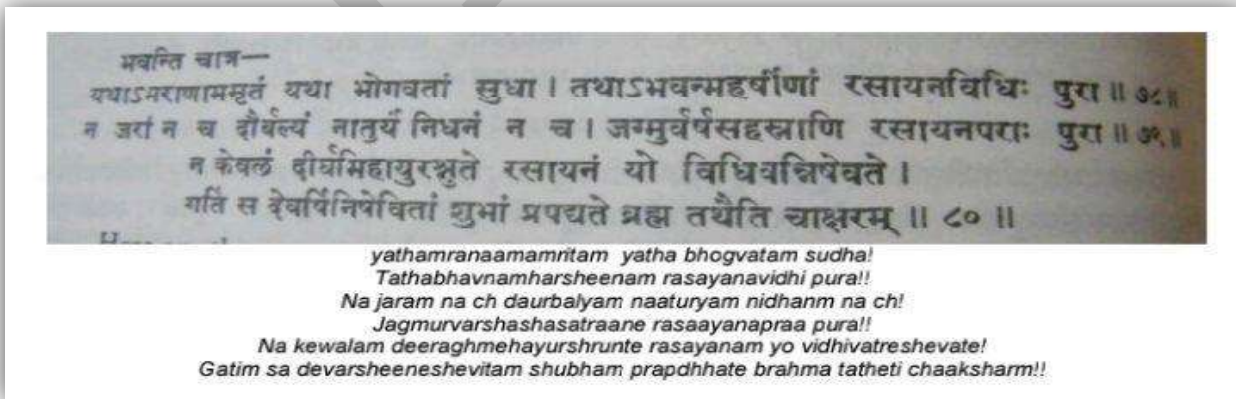 भवन्ति चात्र—
यथाऽमराणाममृतं यथा भोगवतां सुधा । तथाऽभवन्महर्षीणां रसायनविधिः पुरा ॥ ७८॥
न जरां न च दौर्बल्यं नातुर्यं निधनं न च । जग्मुर्वर्षसहस्राणि रसायनपराः पुरा ॥ ७९॥
न केवलं दीर्घमिहायुरश्नुते रसायनं यो विधिवन्निषेवते ।
गतिं स देवर्षिनिषेवितां शुभां प्रपद्यते ब्रह्म तथैति चाक्षरम् ॥ ८० ॥
yathamranaamamritam yatha bhogvatam sudha!
Tathabhavnamharsheenam rasayanavidhi pura!!
Na jaram na ch daurbalyam naaturyam nidhanm na ch!
Jagmurvarshashasatraane rasaayanapraa pura!!
Na kewalam deeraghmehayurshrunte rasayanam yo vidhivatreshevate!
Gatim sa devarsheeneshevitam shubham prapdhhate brahma tatheti chaaksharm!!